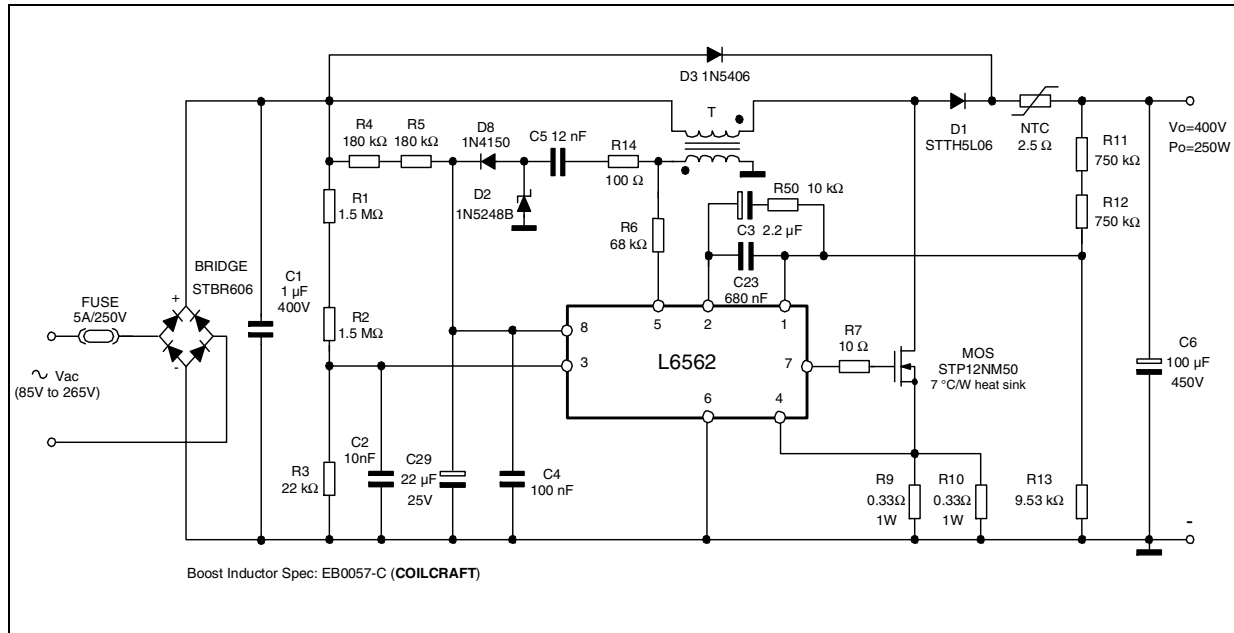 D3 1N5406
T
R4
180 kΩ
R5
180 kΩ
D8
1N4150
C5 12 nF
R14
100 Ω
D1
STTH5L06
NTC
2.5 Ω
Vo=400V
Po=250W
R11
750 kΩ
R12
750 kΩ
D2
1N5248B
R50 10 kΩ
C3 2.2 µF
R1
1.5 MΩ
R6
68 kΩ
C23
680 nF
BRIDGE
STBR606
+
-
FUSE
5A/250V
C1
1 µF
400V
R2
1.5 MΩ
5
2
1
8
3
L6562
7
6
4
R7
10 Ω
MOS
STP12NM50
7 °C/W heat sink
C6
100 µF
450V
~ Vac
(85V to 265V)
R3
22 kΩ
C2
10nF
C29
22 µF
25V
C4
100 nF
R9
0.33Ω
1W
R10
0.33Ω
1W
R13
9.53 kΩ
-
Boost Inductor Spec: EB0057-C (COILCRAFT)